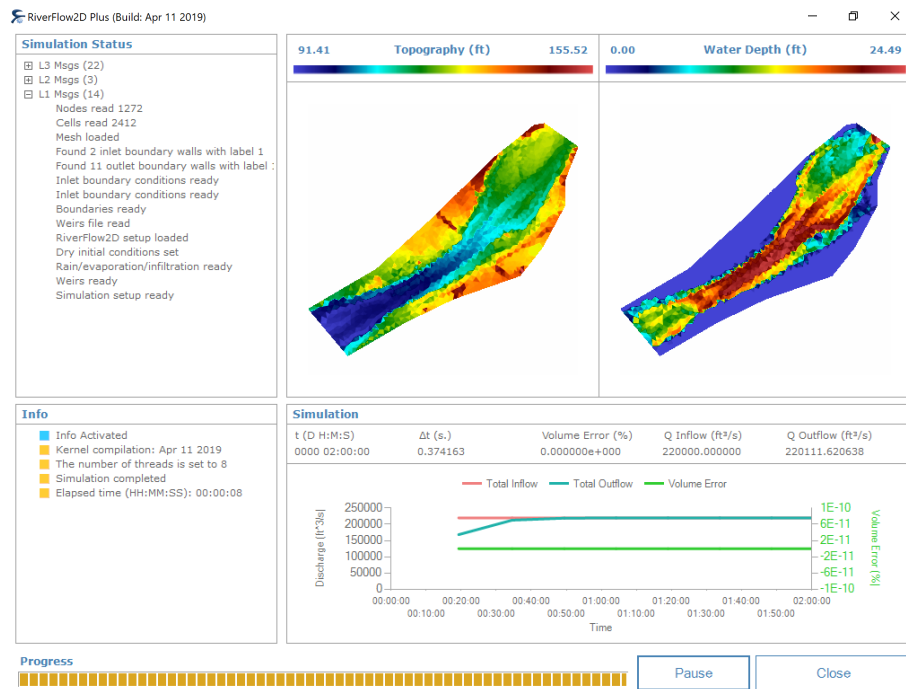 RiverFlow2D Plus (Build: Apr 11 2019)
Simulation Status
L3 Msgs (22)
L2 Msgs (3)
L1 Msgs (14)
Nodes read 1272
Cells read 2412
Mesh loaded
Found 2 inlet boundary walls with label 1
Found 11 outlet boundary walls with label
Inlet boundary conditions ready
Inlet boundary conditions ready
Boundaries ready
Weirs file read
RiverFlow2D setup loaded
Dry initial conditions set
Rain/evaporation/infiltration ready
Weirs ready
Simulation setup ready
91.41 Topography (ft) 155.52
0.00 Water Depth (ft) 24.49
Info
Info Activated
Kernel compilation: Apr 11 2019
The number of threads is set to 8
Simulation completed
Elapsed time (HH:MM:SS): 00:00:08
Simulation
t (D H:M:S) Δt (s.) Volume Error (%) Q Inflow (ft³/s) Q Outflow (ft³/s)
0000 02:00:00 0.374163 0.000000e+000 220000.000000 220111.620638
Total Inflow Total Outflow Volume Error
Discharge (ft^3/s)
250000
200000
150000
100000
50000
0
1E-10
6E-11
2E-11
-2E-11
-6E-11
-1E-10
Volume Error (%)
00:00:00 00:20:00 00:40:00 01:00:00 01:20:00 01:40:00 02:00:00
00:10:00 00:30:00 00:50:00 01:10:00 01:30:00 01:50:00
Time
Progress
Pause
Close